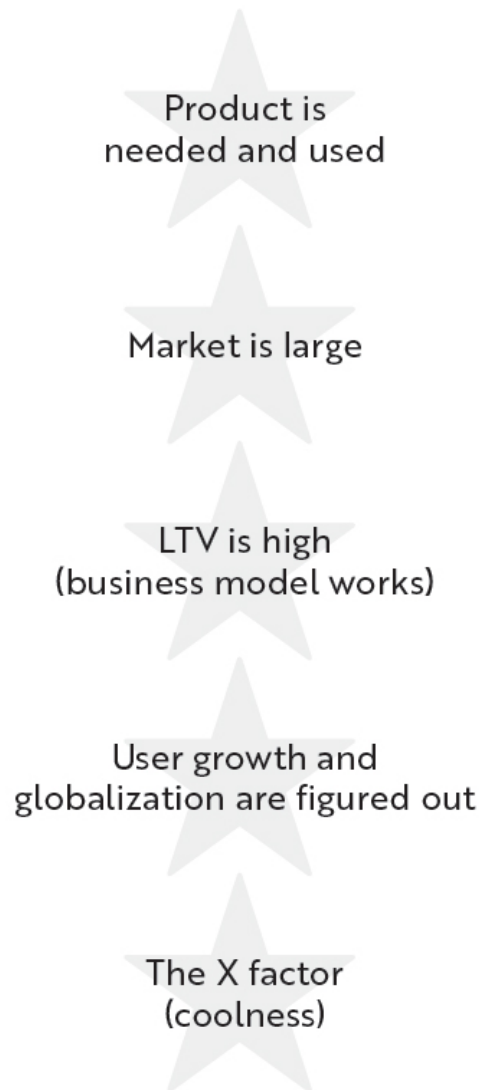 Product is
needed and used
Market is large
LTV is high
(business model works)
User growth and
globalization are figured out
The X factor
(coolness)